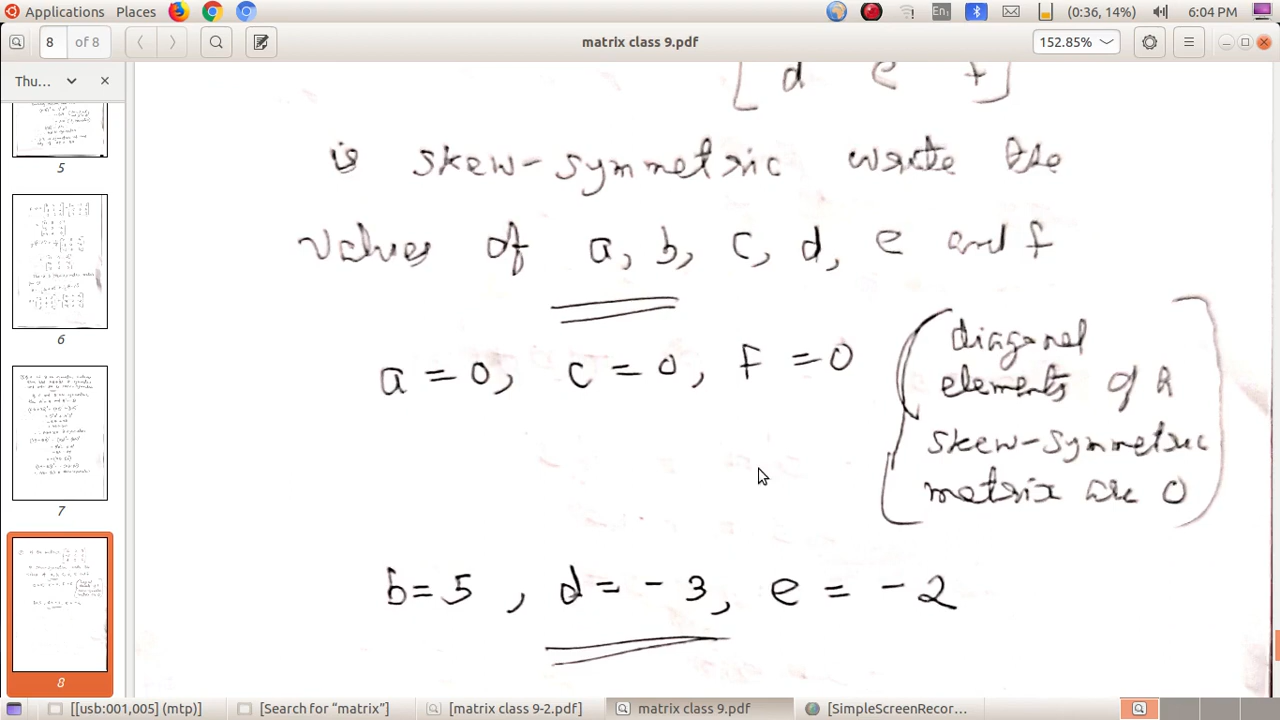 Applications Places En₁ (0:36, 14%) 6:04 PM
8 of 8 matrix class 9.pdf 152.85%
Thu...
5
6
7
8
[ d e f ]
is skew-symmetric write the
values of a, b, c, d, e and f
a = 0, c = 0, f = 0
diagonal
elements of a
skew-symmetric
matrix are 0
b = 5 , d = - 3, e = - 2
[[usb:001,005] (mtp)] [Search for “matrix”] [matrix class 9-2.pdf] matrix class 9.pdf [SimpleScreenRecor...